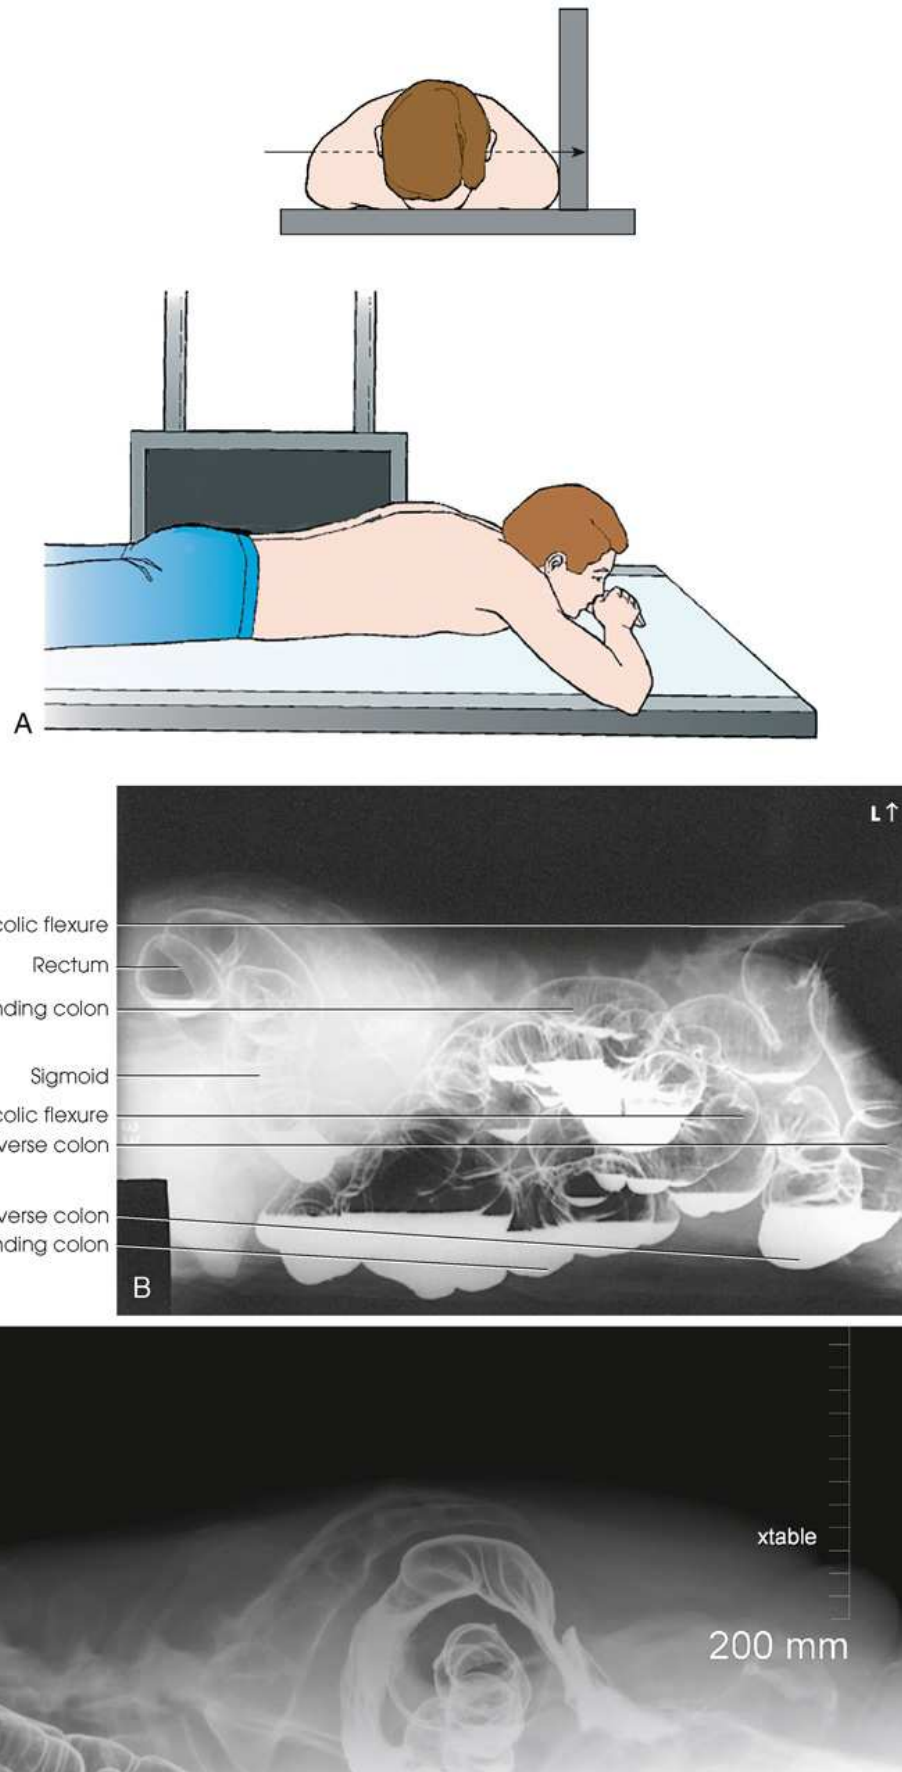 A
L↑
colic flexure
Rectum
nding colon
Sigmoid
colic flexure
verse colon
verse colon
nding colon
B
xtable
200 mm